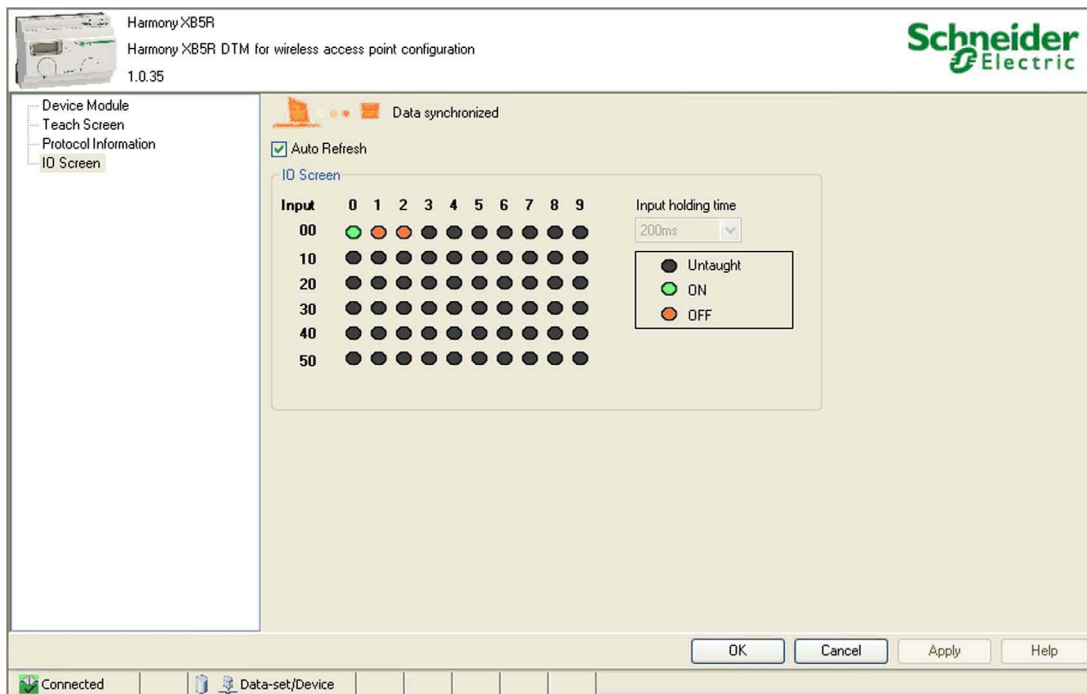 Harmony XB5R
Harmony XB5R DTM for wireless access point configuration
1.0.35
Schneider
Electric
Device Module
Teach Screen
Protocol Information
IO Screen
Data synchronized
Auto Refresh
IO Screen
Input 0 1 2 3 4 5 6 7 8 9
00
10
20
30
40
50
Input holding time
200ms
Untaught
ON
OFF
OK Cancel Apply Help
Connected Data-set/Device